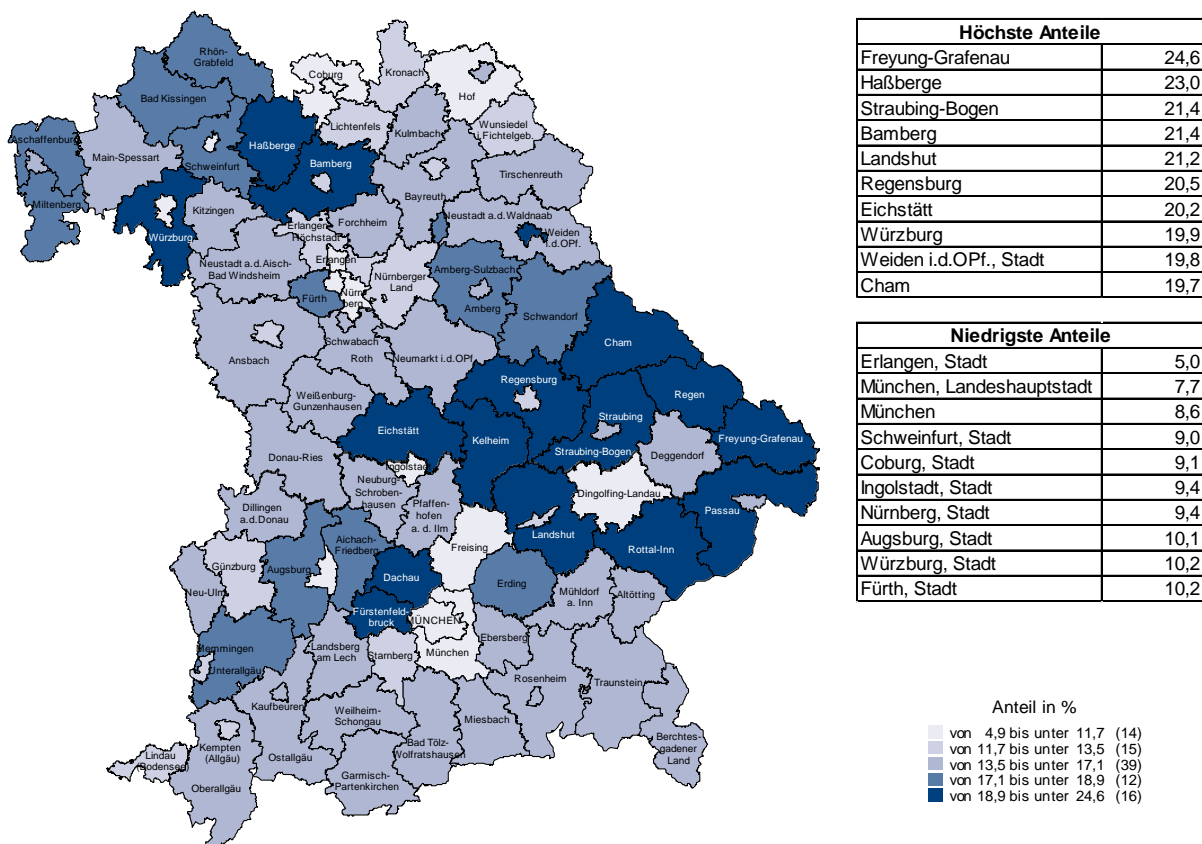 Rhön-
Grabfeld
Coburg
Kronach
Hof
Bad Kissingen
Lichtenfels
Kulmbach
Wunsiedel
i.Fichtelgeb.
Aschaffenburg
Main-Spessart
Schweinfurt
Haßberge
Bamberg
Tirschenreuth
Bayreuth
Miltenberg
Kitzingen
Würzburg
Erlangen-
Höchstadt
Forchheim
Neustadt a.d.Waldnaab
Weiden
i.d.OPf.
Neustadt a.d.Aisch-
Bad Windsheim
Erlangen
Fürth
Nürn
berg
Nürnberger
Land
Amberg-Sulzbach
Amberg
Schwandorf
Ansbach
Schwabach
Roth
Neumarkt i.d.OPf.
Cham
Weißenburg-
Gunzenhausen
Regensburg
Regen
Straubing
Eichstätt
Kelheim
Straubing-Bogen
Freyung-Grafenau
Deggendorf
Donau-Ries
Ingolstadt
Neuburg-
Schroben-
hausen
Pfaffen-
hofen
a. d. Ilm
Dingolfing-Landau
Passau
Dillingen
a.d.Donau
Landshut
Rottal-Inn
Freising
Aichach-
Friedberg
Günzburg
Augsburg
Neu-Ulm
Dachau
Erding
Mühldorf
a. Inn
Altötting
Fürstenfeld-
bruck
MÜNCHEN
München
Ebersberg
Memmingen
Unterallgäu
Landsberg
am Lech
Starnberg
Rosenheim
Traunstein
Kaufbeuren
Weilheim-
Schongau
Miesbach
Berchtes-
gadener
Land
Kempten
(Allgäu)
Ostallgäu
Bad Tölz-
Wolfratshausen
Lindau
(Bodensee)
Oberallgäu
Garmisch-
Partenkirchen
Höchste Anteile
Freyung-Grafenau 24,6
Haßberge 23,0
Straubing-Bogen 21,4
Bamberg 21,4
Landshut 21,2
Regensburg 20,5
Eichstätt 20,2
Würzburg 19,9
Weiden i.d.OPf., Stadt 19,8
Cham 19,7
Niedrigste Anteile
Erlangen, Stadt 5,0
München, Landeshauptstadt 7,7
München 8,6
Schweinfurt, Stadt 9,0
Coburg, Stadt 9,1
Ingolstadt, Stadt 9,4
Nürnberg, Stadt 9,4
Augsburg, Stadt 10,1
Würzburg, Stadt 10,2
Fürth, Stadt 10,2
Anteil in %
von 4,9 bis unter 11,7 (14)
von 11,7 bis unter 13,5 (15)
von 13,5 bis unter 17,1 (39)
von 17,1 bis unter 18,9 (12)
von 18,9 bis unter 24,6 (16)